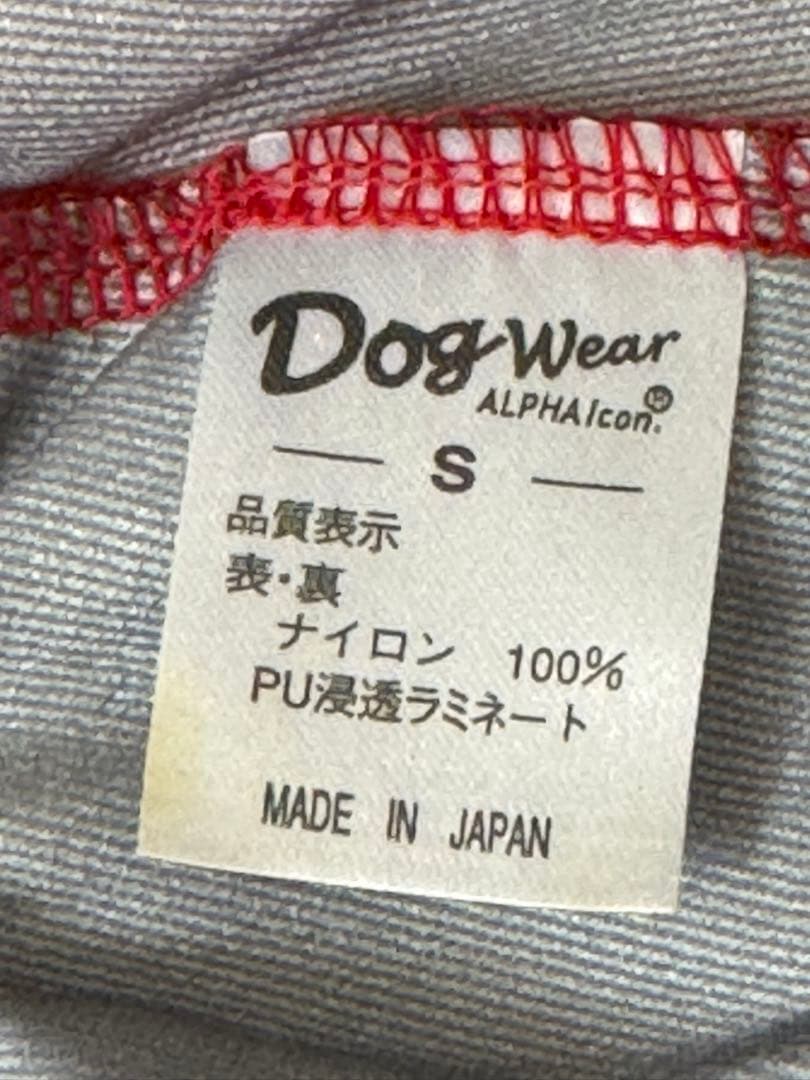 Dog Wear
ALPHAicon.®
S
品質表示
表・裏
ナイロン 100%
PU浸透ラミネート
MADE IN JAPAN